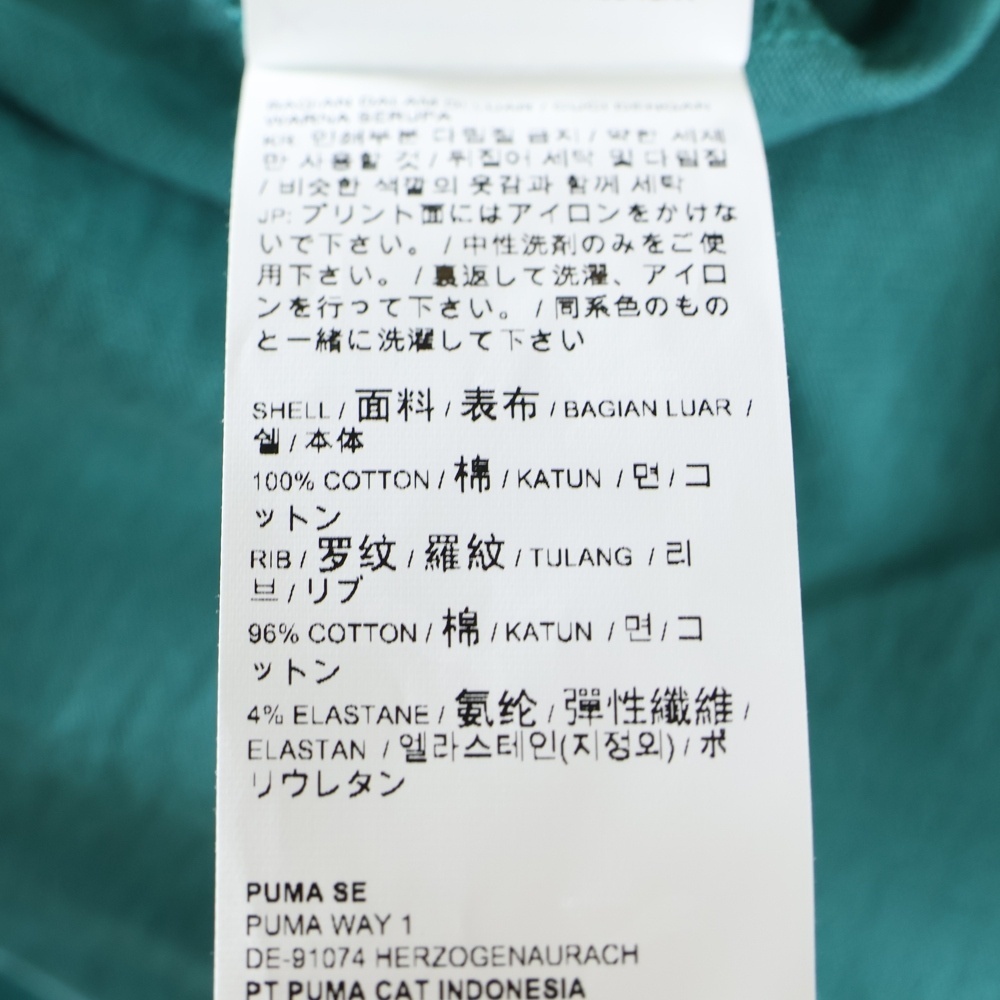 WARNA SERUPA
KR: 인쇄부분 다림질 금지 / 약한 세제
만 사용할 것 / 뒤집어 세탁 및 다림질
/ 비슷한 색깔의 옷감과 함께 세탁
JP: プリント面にはアイロンをかけな
いで下さい。 / 中性洗剤のみをご使
用下さい。 / 裏返して洗濯、アイロ
ンを行って下さい。 / 同系色のもの
と一緒に洗濯して下さい
SHELL / 面料 / 表布 / BAGIAN LUAR /
쉘 / 本体
100% COTTON / 棉 / KATUN / 면 / コ
ットン
RIB / 罗纹 / 羅紋 / TULANG / 리
브 / リブ
96% COTTON / 棉 / KATUN / 면 / コ
ットン
4% ELASTANE / 氨纶 / 彈性纖維 /
ELASTAN / 엘라스테인(지정외) / ポ
リウレタン
PUMA SE
PUMA WAY 1
DE-91074 HERZOGENAURACH
PT PUMA CAT INDONESIA